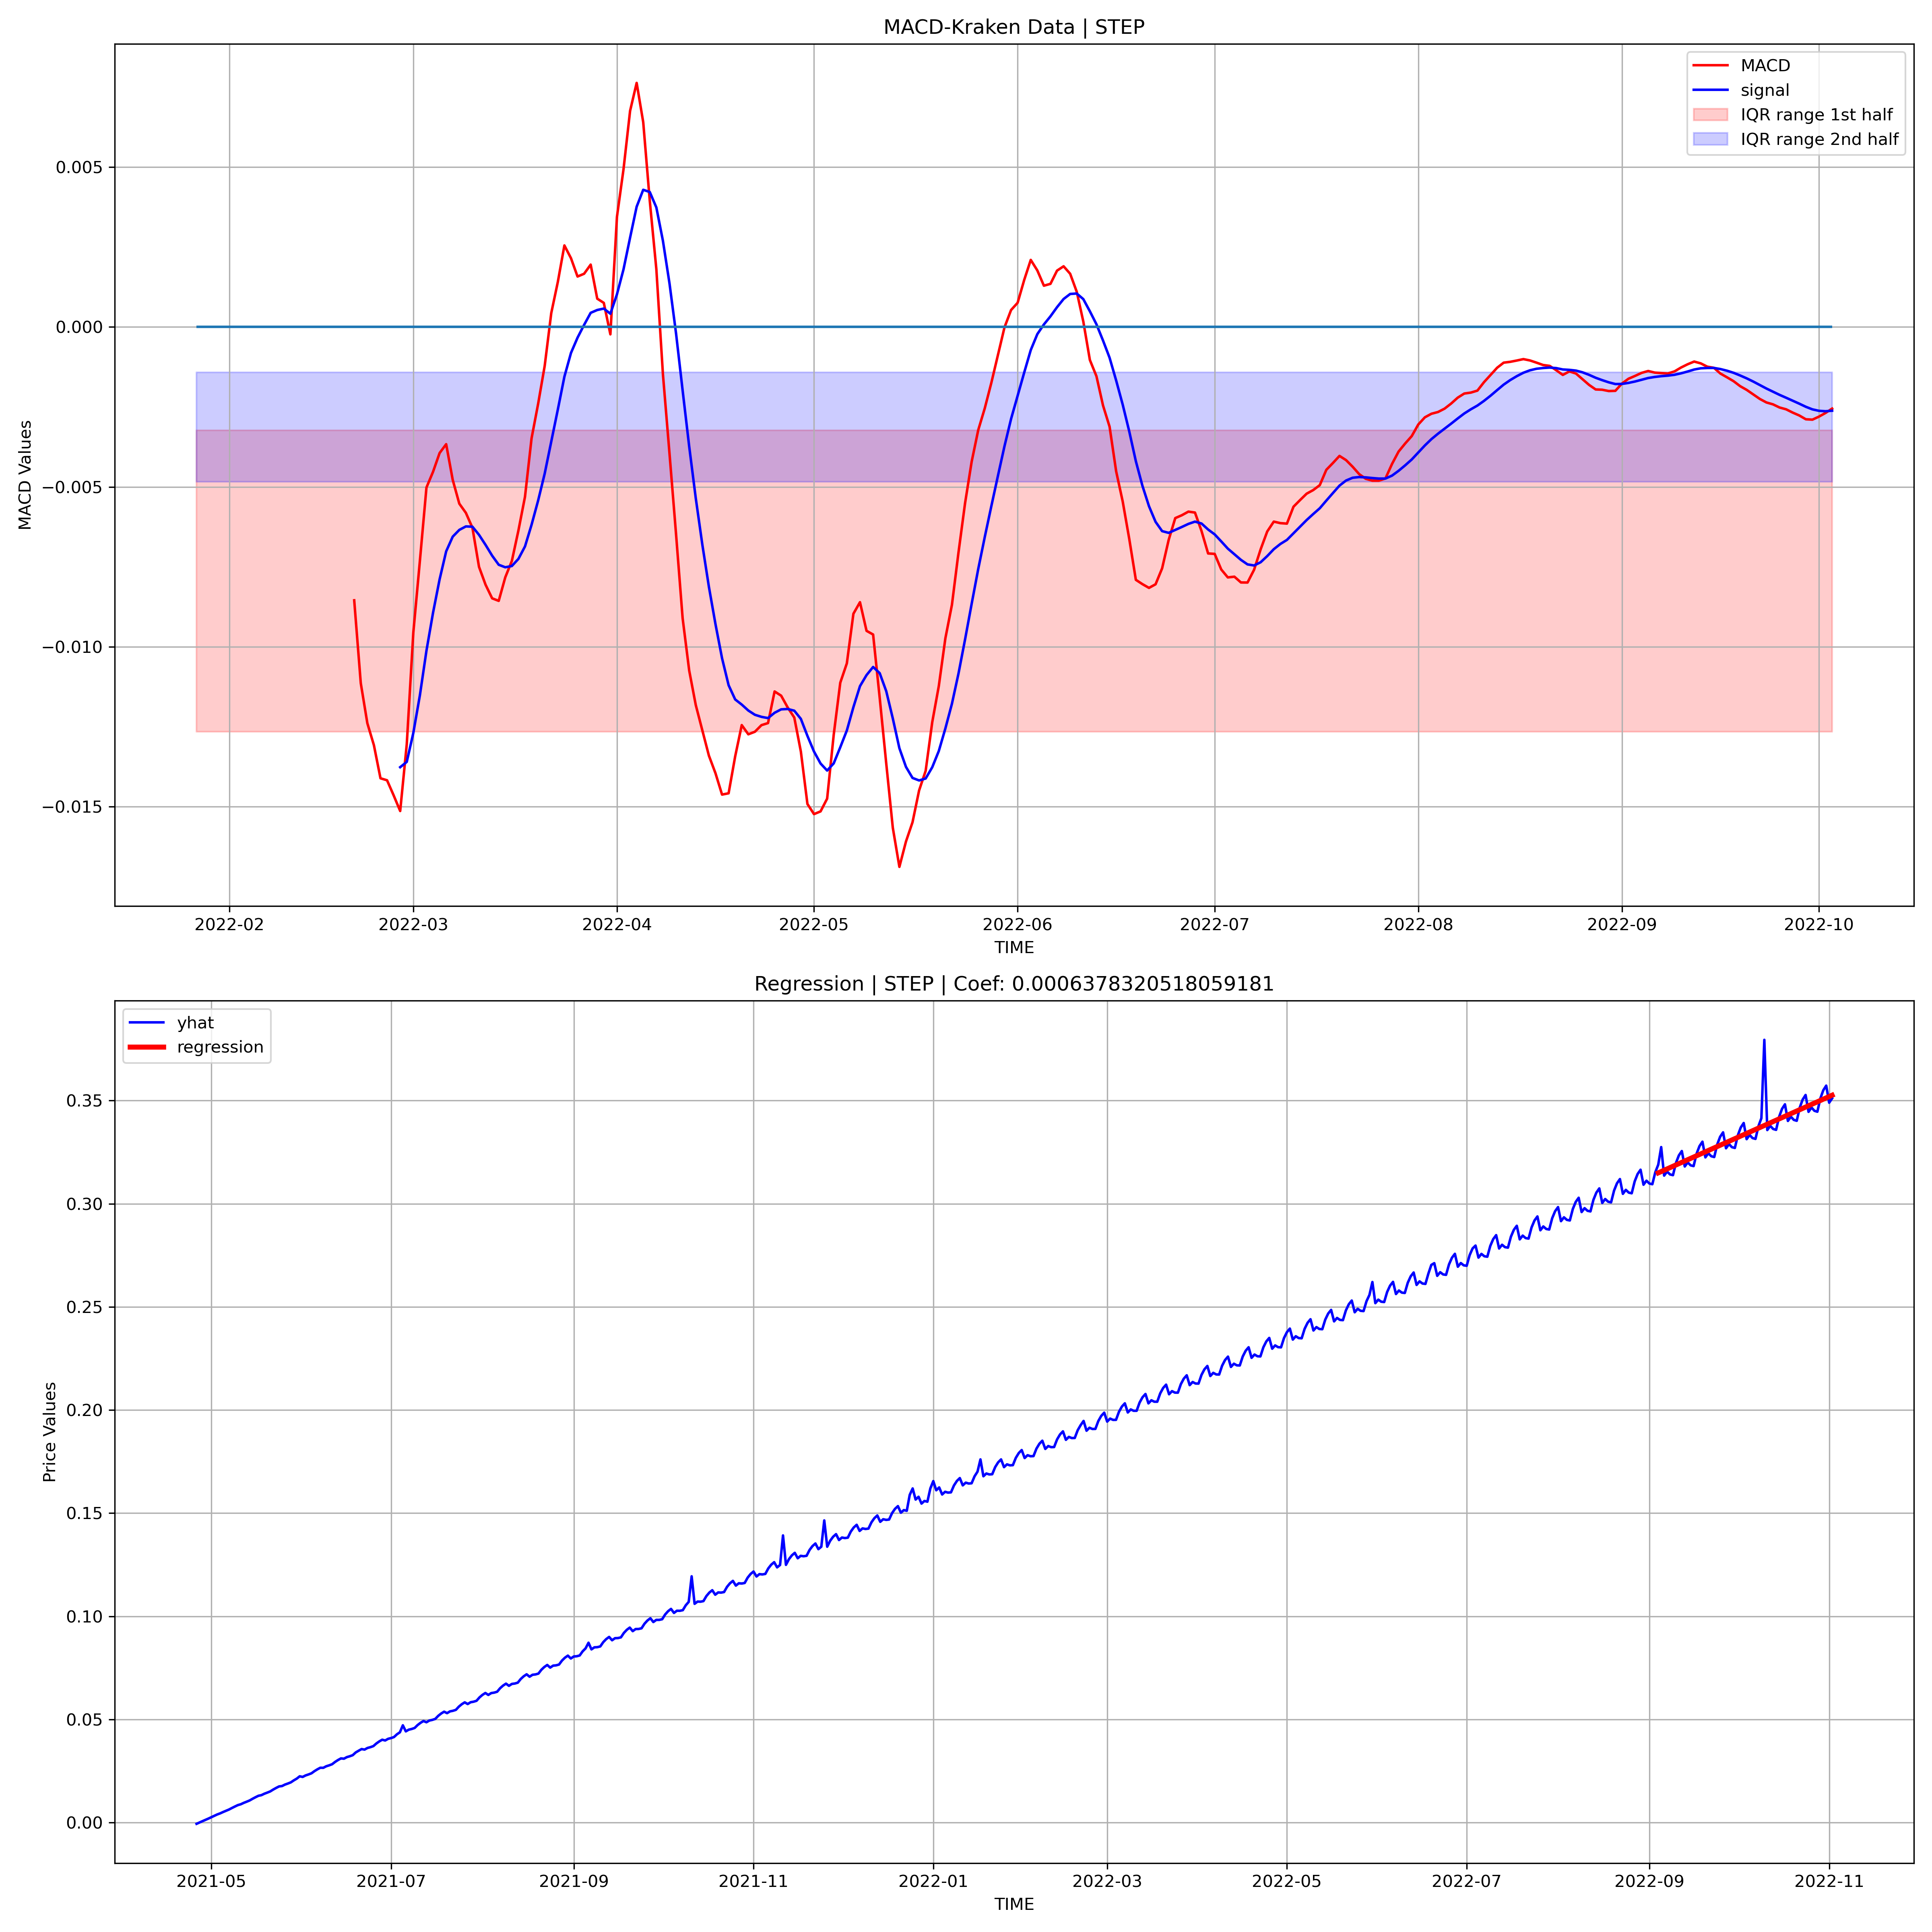 MACD-Kraken Data | STEP
MACD
signal
IQR range 1st half
IQR range 2nd half
MACD Values
0.005
0.000
−0.005
−0.010
−0.015
2022-02 2022-03 2022-04 2022-05 2022-06 2022-07 2022-08 2022-09 2022-10
TIME
Regression | STEP | Coef: 0.0006378320518059181
yhat
regression
Price Values
0.35
0.30
0.25
0.20
0.15
0.10
0.05
0.00
2021-05 2021-07 2021-09 2021-11 2022-01 2022-03 2022-05 2022-07 2022-09 2022-11
TIME